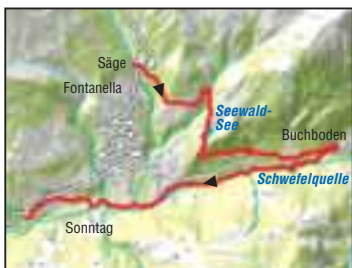 Säge
Fontanella
Seewald-
See
Buchboden
Schwefelquelle
Sonntag